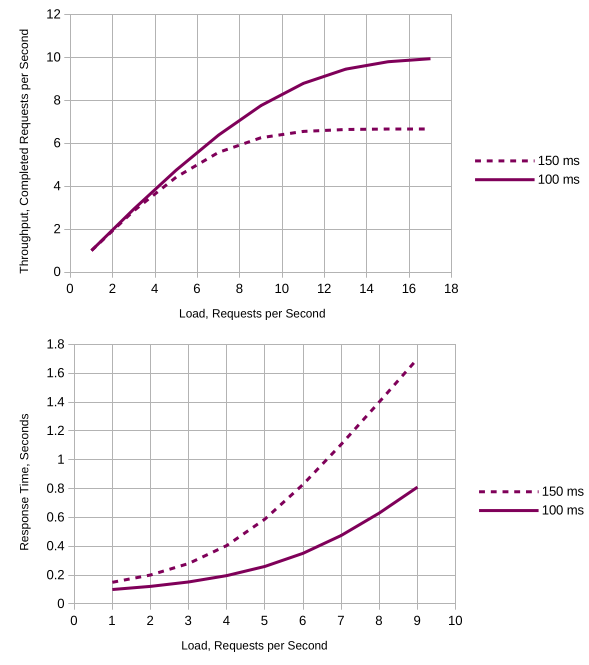 12
10
8
6
4
2
0
0 2 4 6 8 10 12 14 16 18
Throughput, Completed Requests per Second
Load, Requests per Second
150 ms
100 ms
1.8
1.6
1.4
1.2
1
0.8
0.6
0.4
0.2
0
0 1 2 3 4 5 6 7 8 9 10
Response Time, Seconds
Load, Requests per Second
150 ms
100 ms